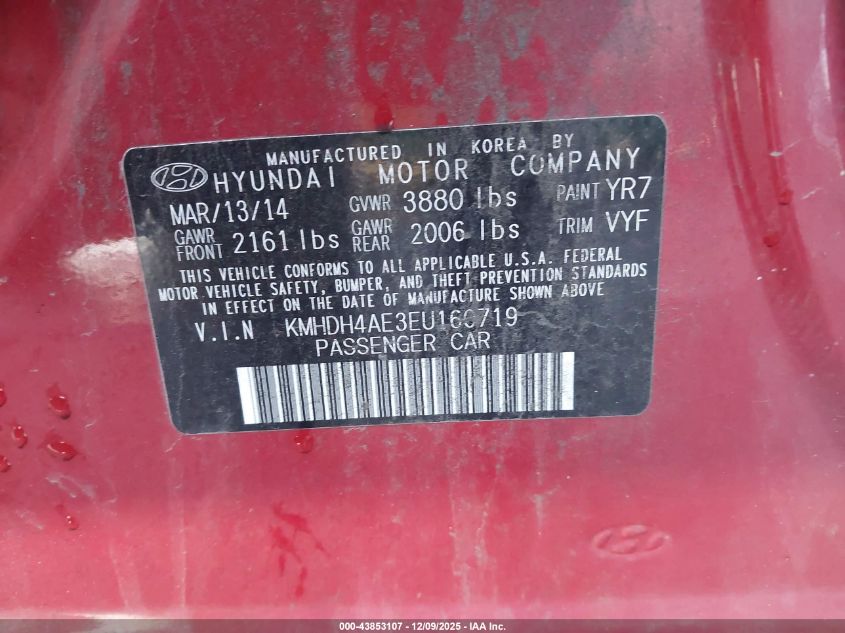 MANUFACTURED IN KOREA BY
HYUNDAI MOTOR COMPANY
MAR/13/14 GVWR 3880 lbs PAINT YR7
GAWR FRONT 2161 lbs GAWR REAR 2006 lbs TRIM VYF
THIS VEHICLE CONFORMS TO ALL APPLICABLE U.S.A. FEDERAL
MOTOR VEHICLE SAFETY, BUMPER, AND THEFT PREVENTION STANDARDS
IN EFFECT ON THE DATE OF MANUFACTURE SHOWN ABOVE.
V.I.N KMHDH4AE3EU160719
PASSENGER CAR
000-43853107 - 12/09/2025 - IAA Inc.